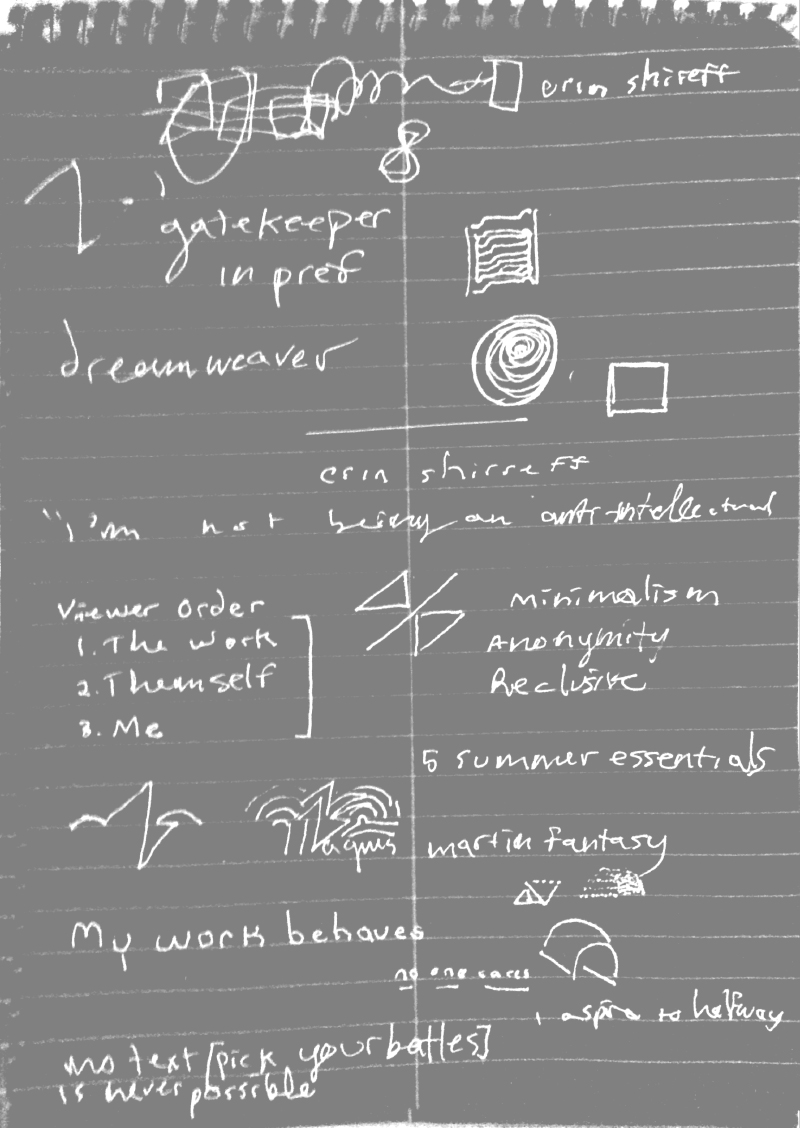 erin shireff
8
gatekeeper
in pref
dreamweaver
erin shirreff
"i'm not being an anti-intellectual
Viewer order
1. The work
2. Themself
3. Me
Minimalism
Anonymity
Reclusive
5 summer essentials
Magnus martin fantasy
My work behaves
no one cares
i aspire to halfway
no text [pick your battles]
is never possible